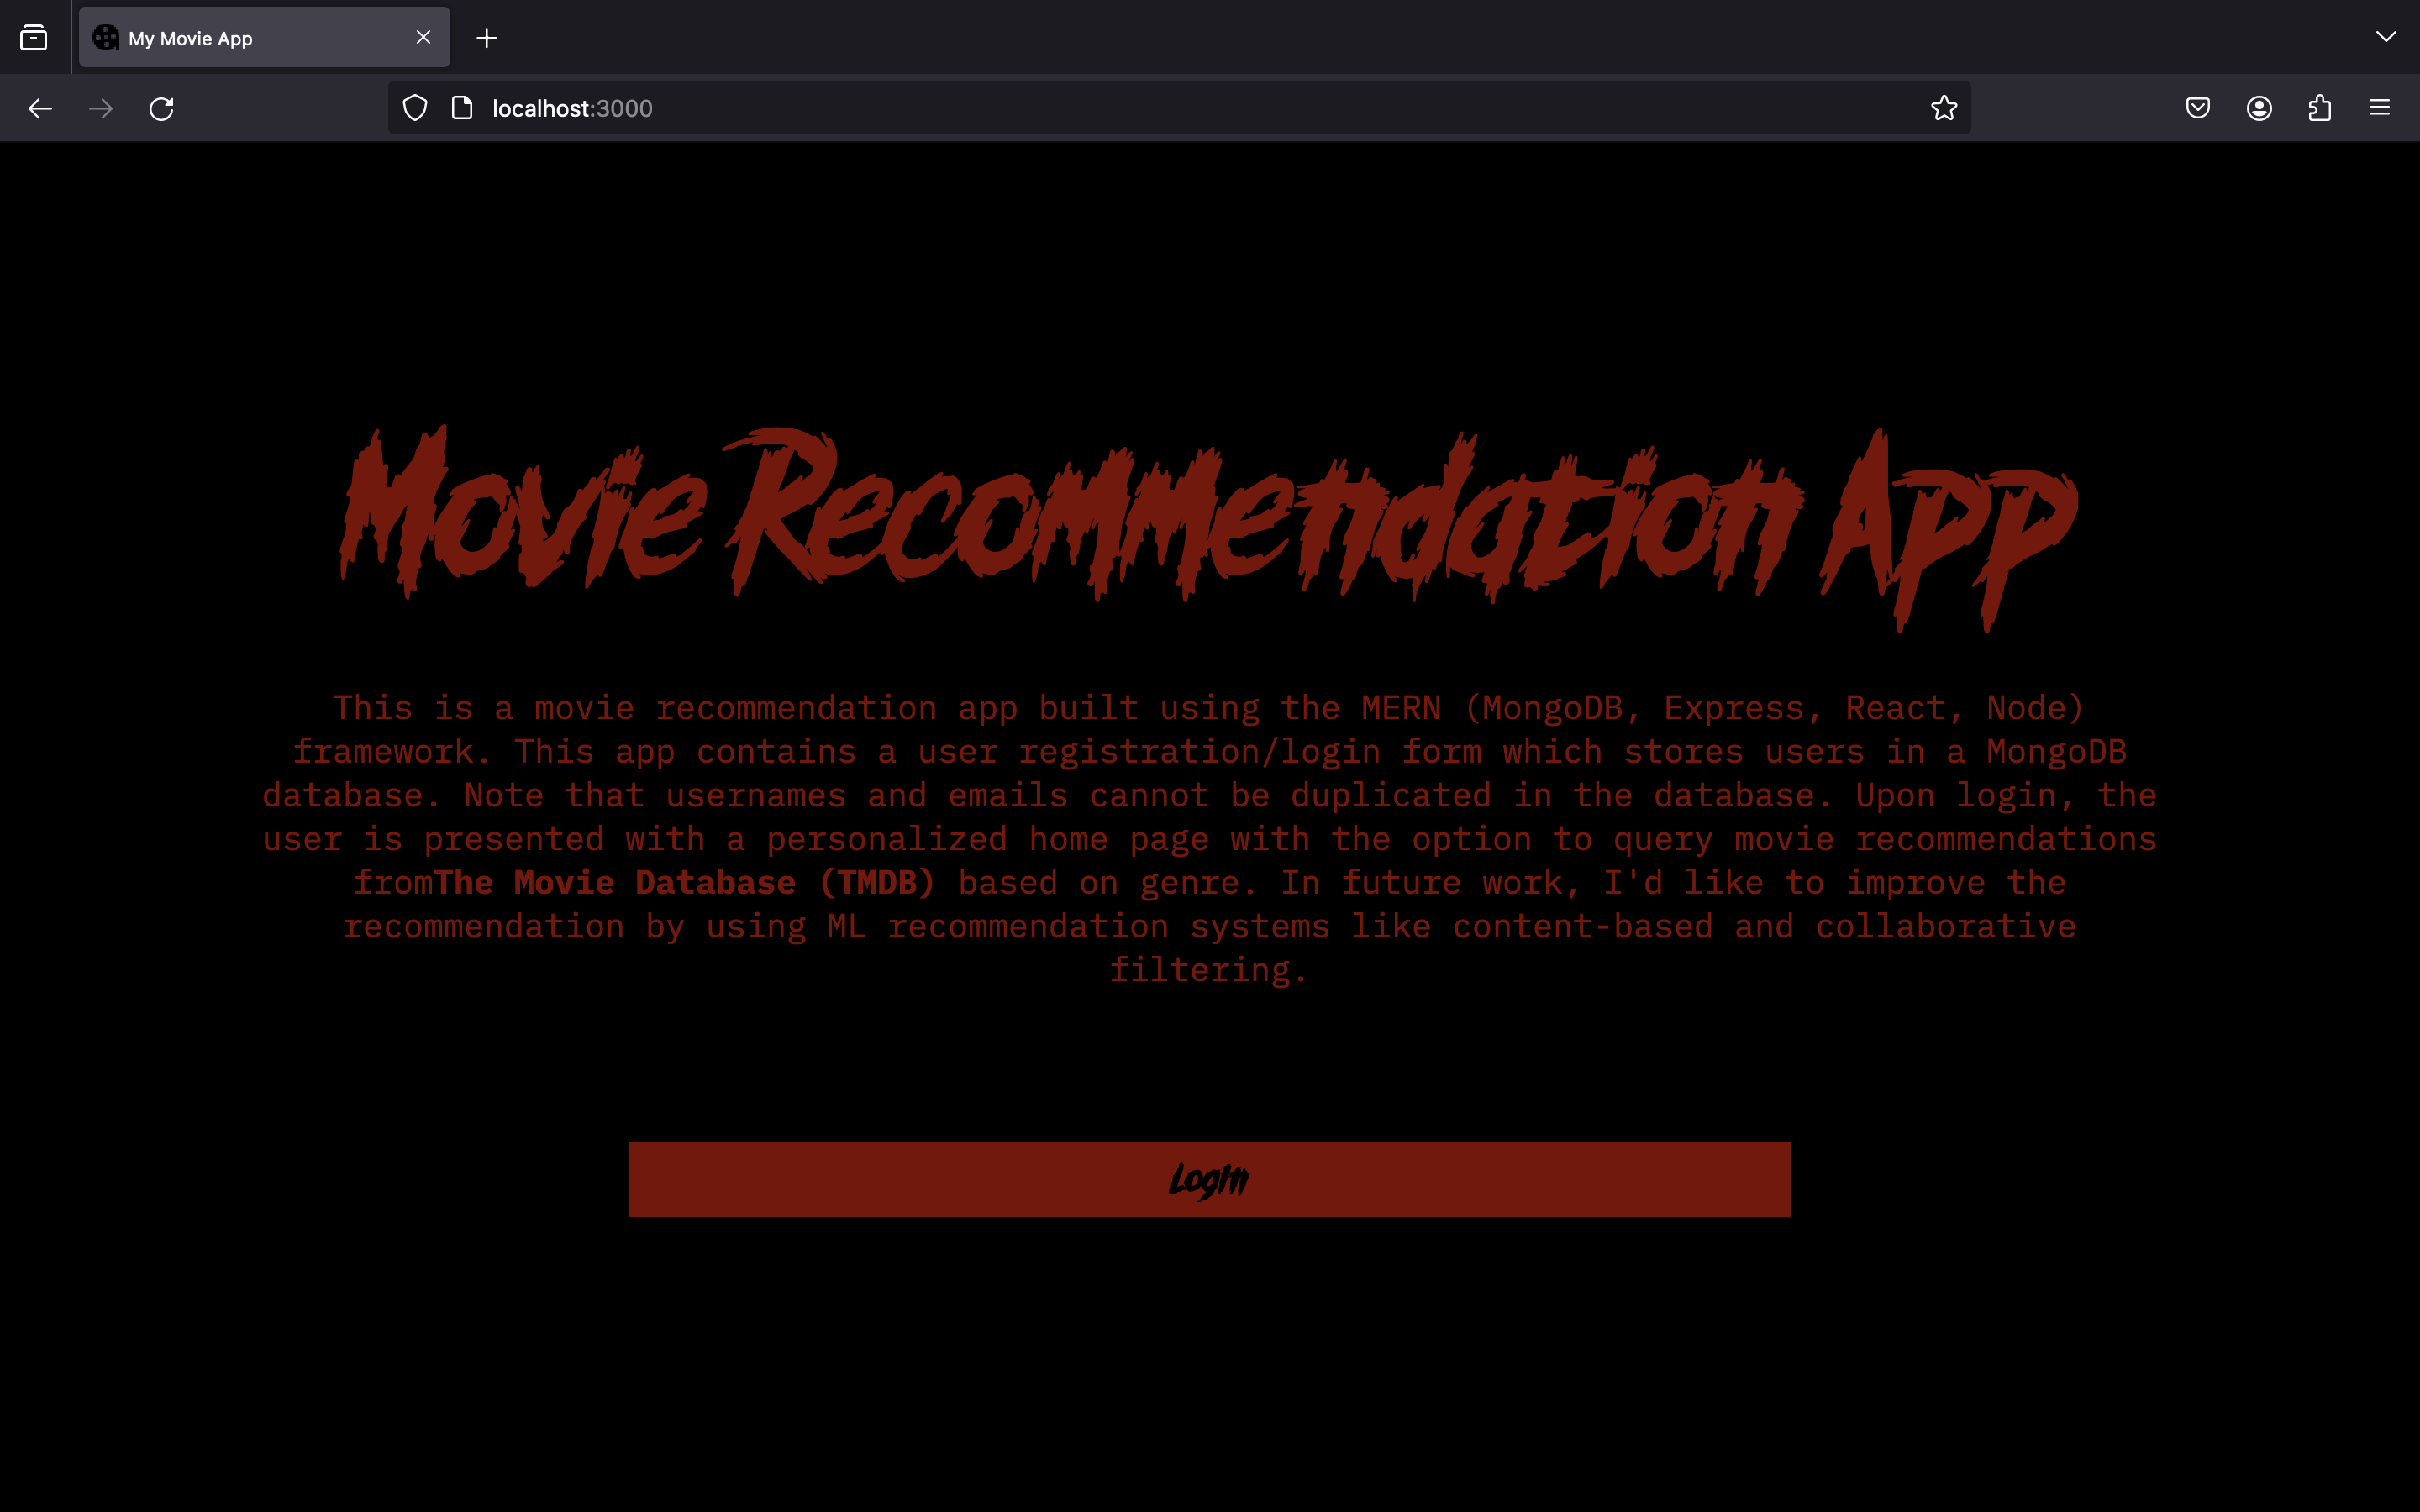 My Movie App
localhost:3000
Movie Recommendation App
This is a movie recommendation app built using the MERN (MongoDB, Express, React, Node)
framework. This app contains a user registration/login form which stores users in a MongoDB
database. Note that usernames and emails cannot be duplicated in the database. Upon login, the
user is presented with a personalized home page with the option to query movie recommendations
fromThe Movie Database (TMDB) based on genre. In future work, I'd like to improve the
recommendation by using ML recommendation systems like content-based and collaborative
filtering.
Login